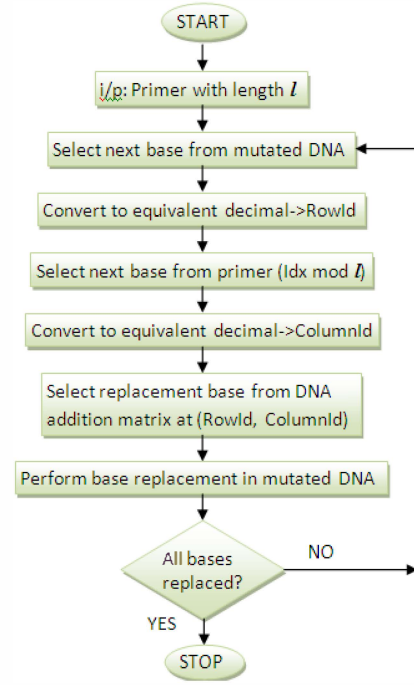 START
i/p: Primer with length l
Select next base from mutated DNA
Convert to equivalent decimal->RowId
Select next base from primer (Idx mod l)
Convert to equivalent decimal->ColumnId
Select replacement base from DNA
addition matrix at (RowId, ColumnId)
Perform base replacement in mutated DNA
All bases
replaced?
NO
YES
STOP